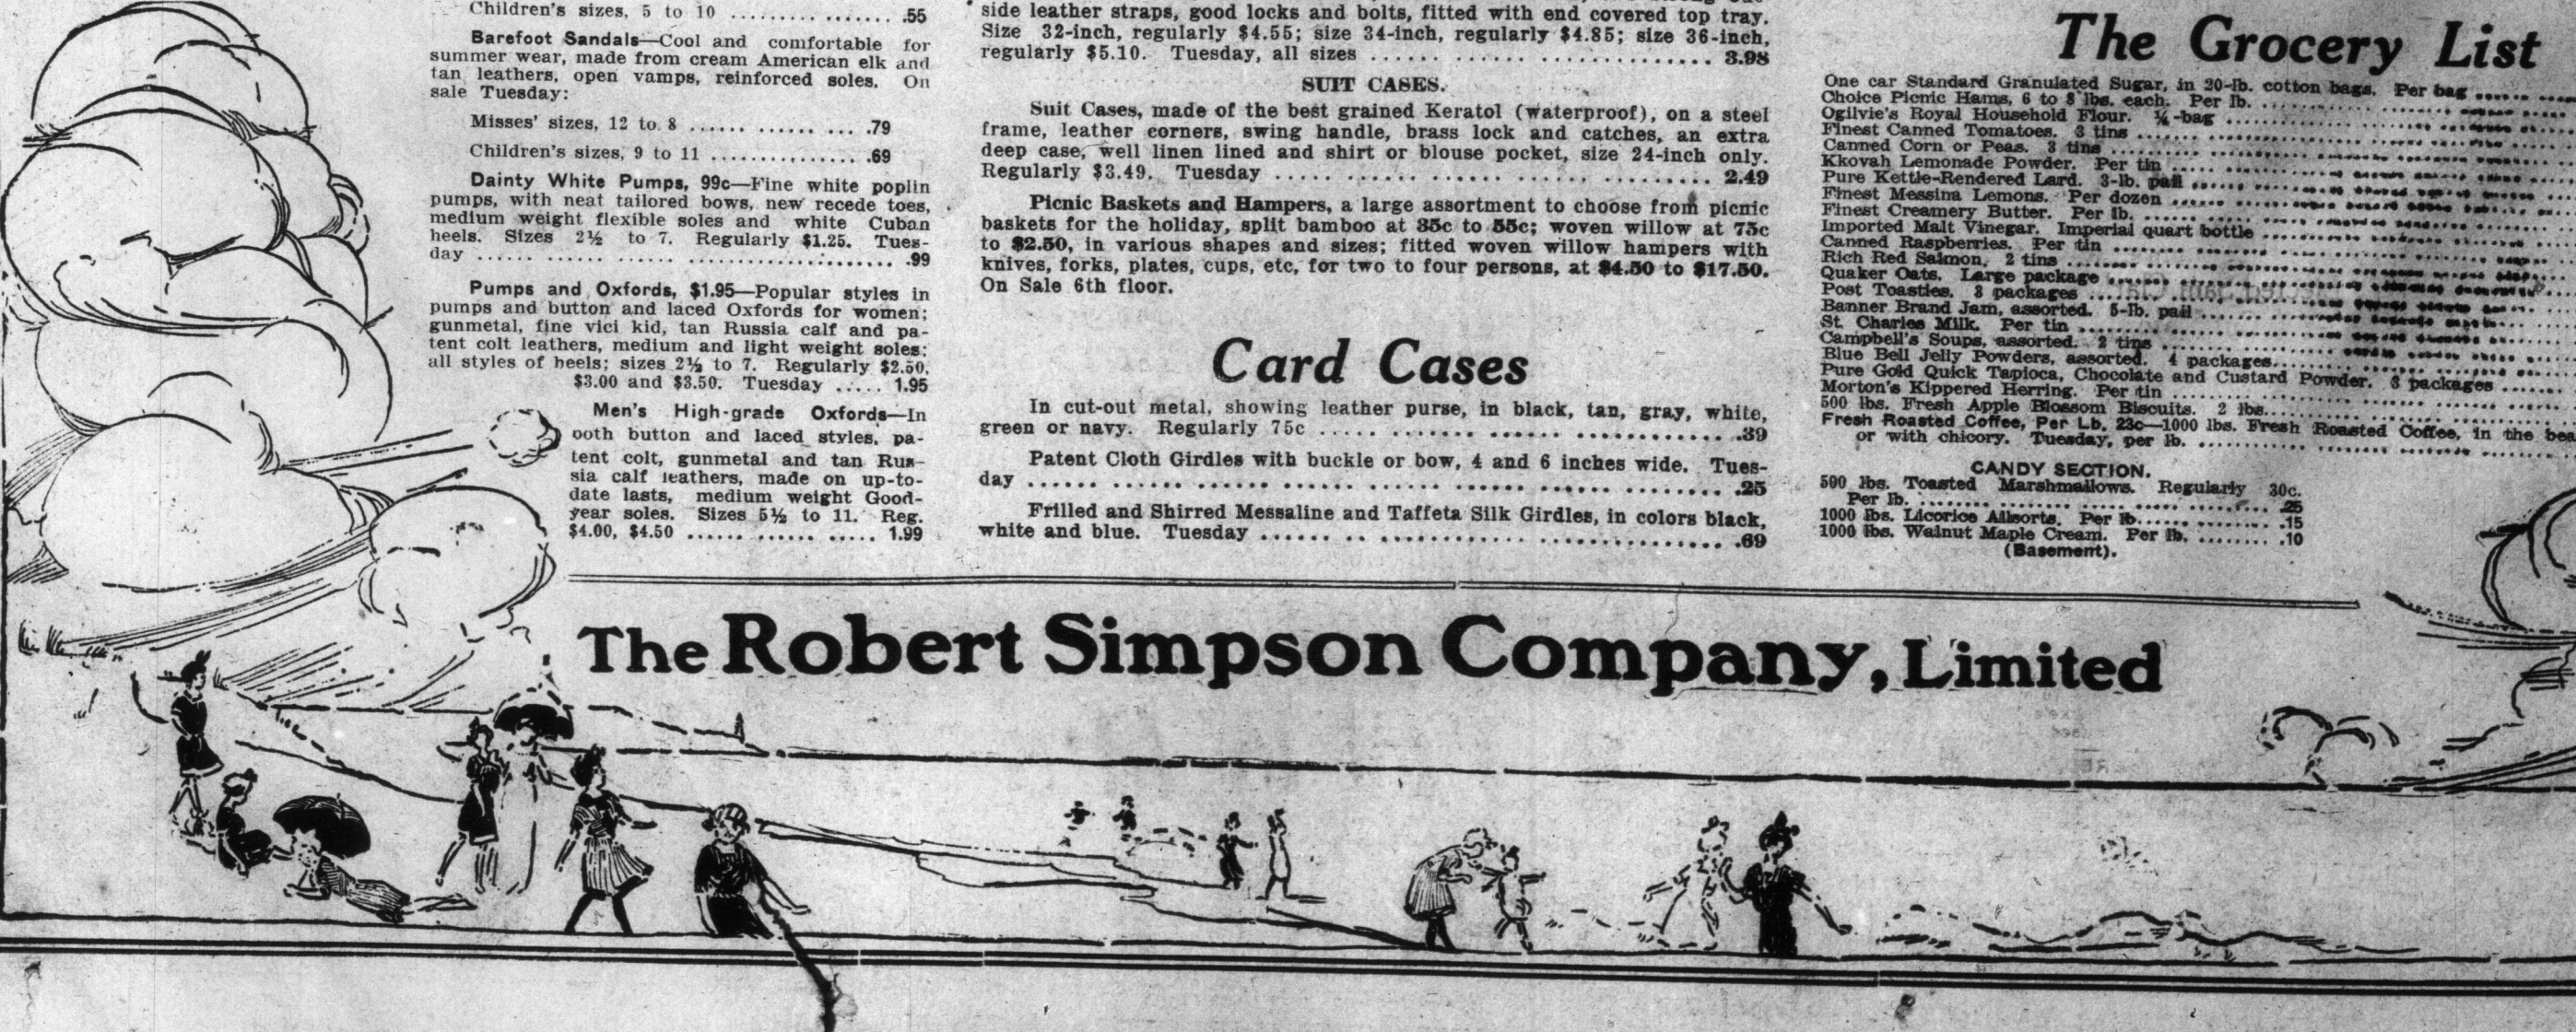 Children's sizes, 5 to 10 .......... ....... .55
Barefoot Sandals—Cool and comfortable for
summer wear, made from cream American elk and
tan leathers, open vamps, reinforced soles. On
sale Tuesday:
Misses' sizes, 12 to 8 ...... ...... ... .79
Children's sizes, 9 to 11 ............... .69
Dainty White Pumps, 99c—Fine white poplin
pumps, with neat tailored bows, new recede toes,
medium weight flexible soles and white Cuban
heels. Sizes 2½ to 7. Regularly $1.25. Tues-
day ...... ...... ...... ...................... .99
Pumps and Oxfords, $1.95—Popular styles in
pumps and button and laced Oxfords for women;
gunmetal, fine vici kid, tan Russia calf and pa-
tent colt leathers, medium and light weight soles;
all styles of heels; sizes 2½ to 7. Regularly $2.50,
$3.00 and $3.50. Tuesday ..... 1.95
Men's High-grade Oxfords—In
ooth button and laced styles, pa-
tent colt, gunmetal and tan Rus-
sia calf leathers, made on up-to-
date lasts, medium weight Good-
year soles. Sizes 5½ to 11. Reg.
$4.00, $4.50 ...... ...... ..... 1.99
side leather straps, good locks and bolts, fitted with end covered top tray.
Size 32-inch, regularly $4.55; size 34-inch, regularly $4.85; size 36-inch,
regularly $5.10. Tuesday, all sizes ...... ...... ...... ............ 3.98
SUIT CASES.
Suit Cases, made of the best grained Keratol (waterproof), on a steel
frame, leather corners, swing handle, brass lock and catches, an extra
deep case, well linen lined and shirt or blouse pocket, size 24-inch only.
Regularly $3.49. Tuesday ...... ...... ...... ...... ...... ......... 2.49
Picnic Baskets and Hampers, a large assortment to choose from picnic
baskets for the holiday, split bamboo at 35c to 55c; woven willow at 75c
to $2.50, in various shapes and sizes; fitted woven willow hampers with
knives, forks, plates, cups, etc, for two to four persons, at $4.50 to $17.50.
On Sale 6th floor.
Card Cases
In cut-out metal, showing leather purse, in black, tan, gray, white,
green or navy. Regularly 75c ..... ...... ...... ...... ............ .39
Patent Cloth Girdles with buckle or bow, 4 and 6 inches wide. Tues-
day ...... ...... ...... ...... ...... ...... ...... ...... ......... .25
Frilled and Shirred Messaline and Taffeta Silk Girdles, in colors black,
white and blue. Tuesday ...... .. ...... ...... ................ .69
The Grocery List
One car Standard Granulated Sugar, in 20-lb. cotton bags. Per bag ......
Choice Picnic Hams, 6 to 8 lbs. each. Per lb. ......
Ogilvie's Royal Household Flour. ¼-bag ......
Finest Canned Tomatoes. 3 tins ......
Canned Corn or Peas. 3 tins ......
Kkovah Lemonade Powder. Per tin ......
Pure Kettle-Rendered Lard. 3-lb. pail ......
Finest Messina Lemons. Per dozen ......
Finest Creamery Butter. Per lb. ......
Imported Malt Vinegar. Imperial quart bottle ......
Canned Raspberries. Per tin ......
Rich Red Salmon. 2 tins ......
Quaker Oats. Large package ......
Post Toasties. 3 packages ......
Banner Brand Jam, assorted. 5-lb. pail ......
St. Charles Milk. Per tin ......
Campbell's Soups, assorted. 2 tins ......
Blue Bell Jelly Powders, assorted. 4 packages......
Pure Gold Quick Tapioca, Chocolate and Custard Powder. 3 packages ......
Morton's Kippered Herring. Per tin ......
500 lbs. Fresh Apple Blossom Biscuits. 2 lbs......
Fresh Roasted Coffee, Per Lb. 23c—1000 lbs. Fresh Roasted Coffee, in the bea
or with chicory. Tuesday, per lb. ......
CANDY SECTION.
500 lbs. Toasted Marshmallows. Regularly 30c.
Per lb. ...... .25
1000 lbs. Licorice Allsorts. Per lb...... .15
1000 lbs. Walnut Maple Cream. Per lb. ........ .10
(Basement).
The Robert Simpson Company, Limited